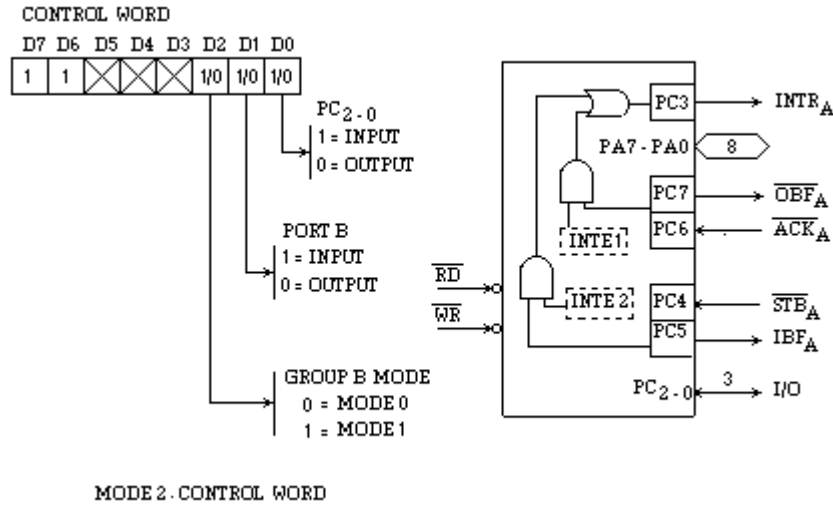 CONTROL WORD
D7 D6 D5 D4 D3 D2 D1 D0
1 1 1/0 1/0 1/0
PC2-0
1 = INPUT
0 = OUTPUT
PORT B
1 = INPUT
0 = OUTPUT
GROUP B MODE
0 = MODE 0
1 = MODE 1
MODE 2 - CONTROL WORD
PC3 INTRA
PA7 - PA0 8
PC7 OBFA
INTE 1 PC6 ACKA
RD
INTE 2 PC4 STBA
WR
PC5 IBFA
PC2-0 3 I/O